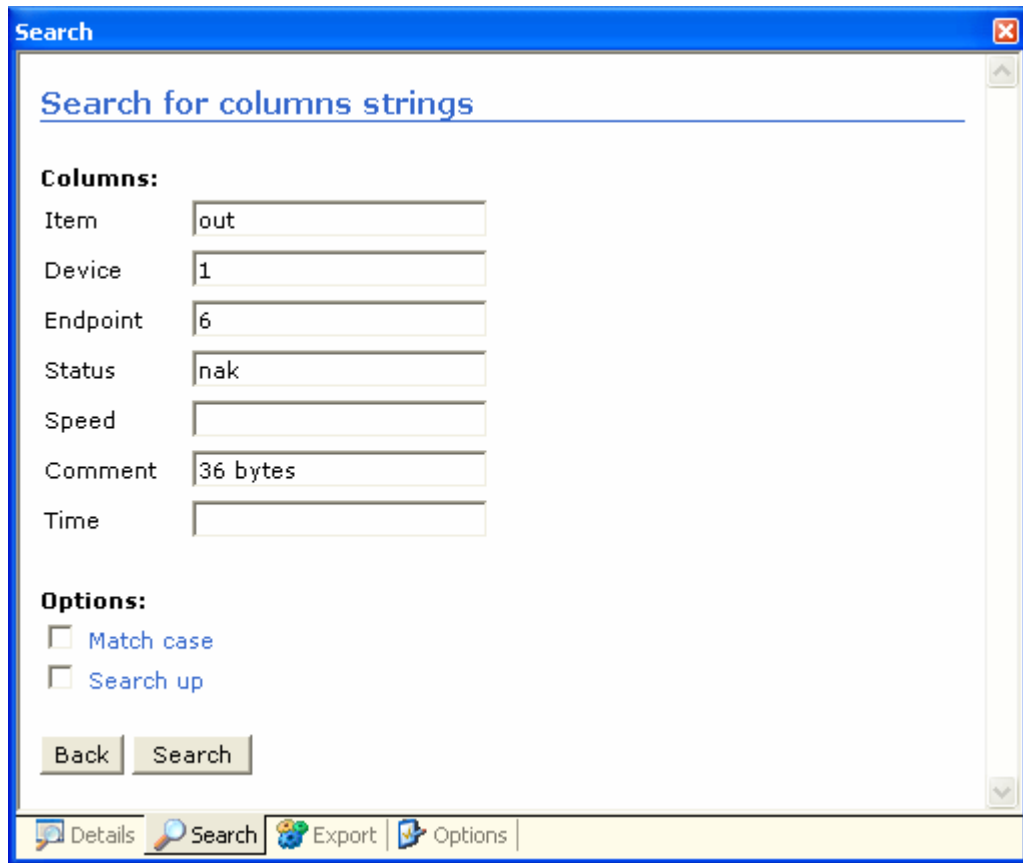 Search
Search for columns strings
Columns:
Item out
Device 1
Endpoint 6
Status nak
Speed
Comment 36 bytes
Time
Options:
Match case
Search up
Back Search
Details Search Export Options